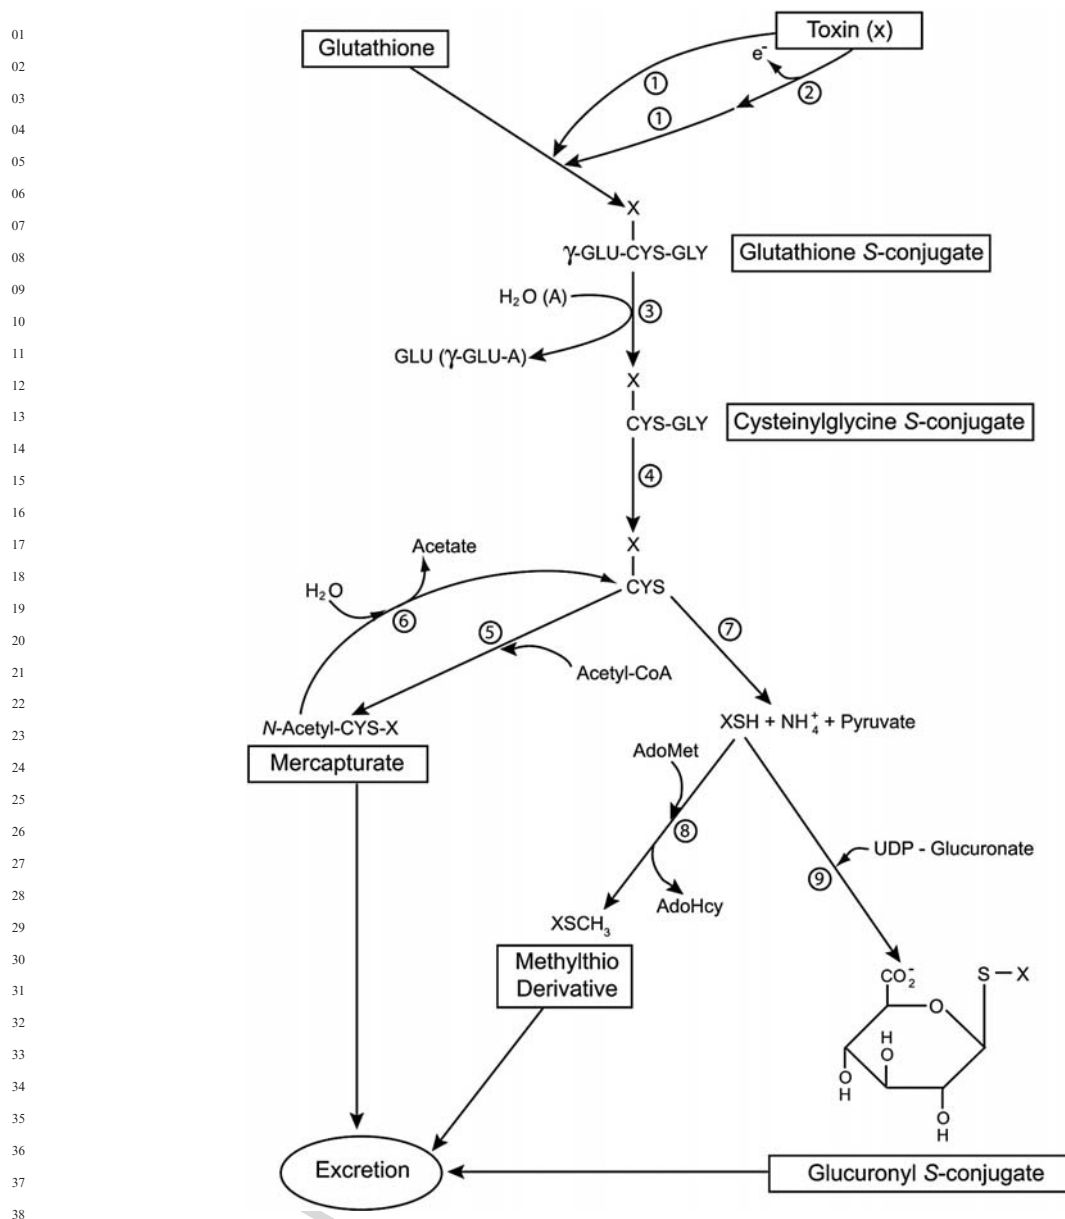 01
02
03
04
05
06
07
08
09
10
11
12
13
14
15
16
17
18
19
20
21
22
23
24
25
26
27
28
29
30
31
32
33
34
35
36
37
38
Glutathione
Toxin (x)
e⁻
①
②
①
X
γ-GLU-CYS-GLY
Glutathione S-conjugate
H₂O (A)
③
GLU (γ-GLU-A)
X
CYS-GLY
Cysteinylglycine S-conjugate
④
X
Acetate
CYS
H₂O
⑥
⑤
⑦
Acetyl-CoA
N-Acetyl-CYS-X
XSH + NH₄⁺ + Pyruvate
Mercapturate
AdoMet
⑧
UDP - Glucuronate
⑨
AdoHcy
XSCH₃
Methylthio
Derivative
CO₂⁻
S — X
O
H
O
O
H
O
H
Excretion
Glucuronyl S-conjugate